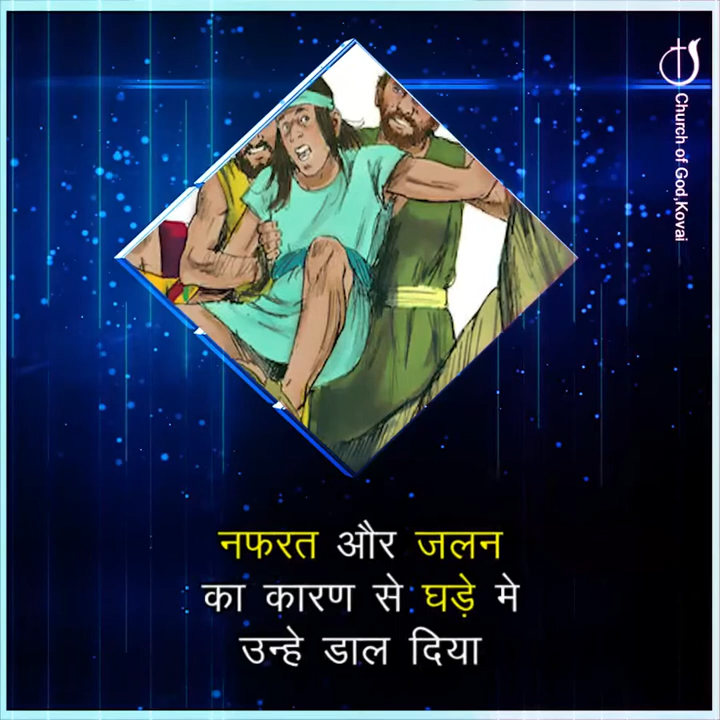 Church of God,Kovai
नफरत और जलन
का कारण से घड़े मे
उन्हे डाल दिया